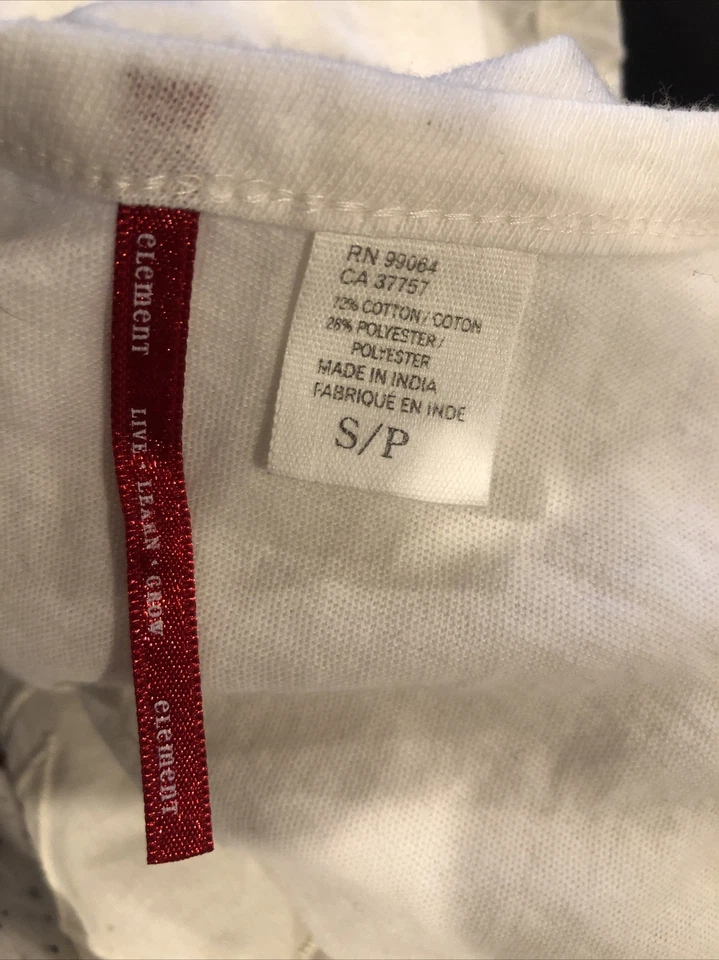 eLemenT
LIVE · LEARN · GROW
eLemenT
RN 99064
CA 37757
72% COTTON / COTON
28% POLYESTER /
POLYESTER
MADE IN INDIA
FABRIQUÉ EN INDE
S/P